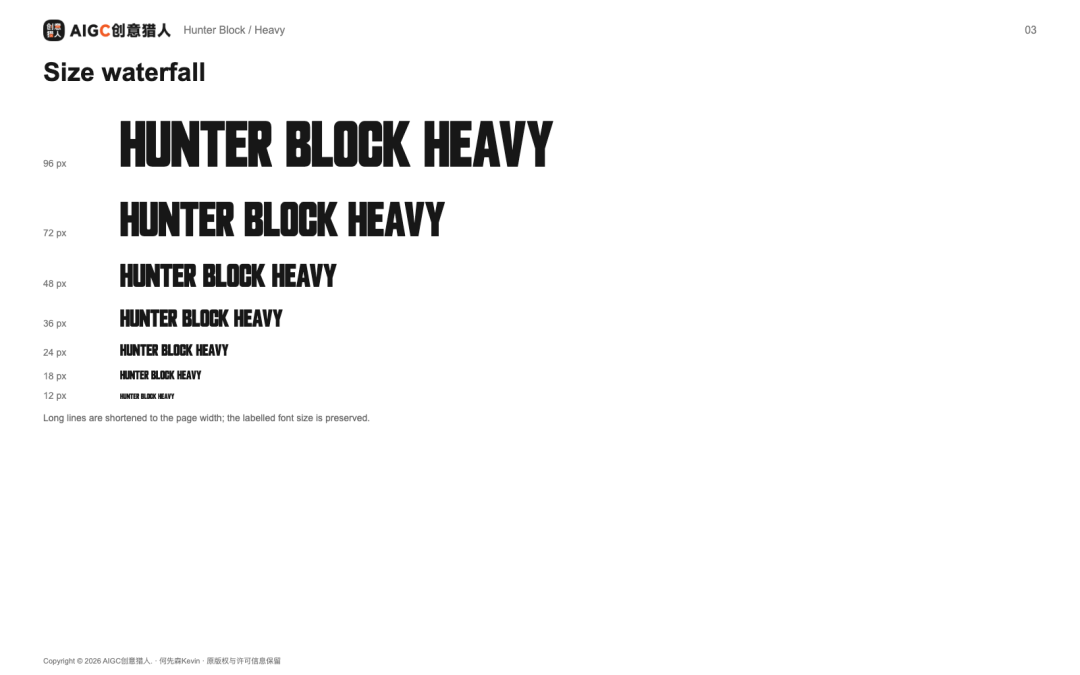 创意猎人 AIGC创意猎人 Hunter Block / Heavy 03
Size waterfall
96 px HUNTER BLOCK HEAVY
72 px HUNTER BLOCK HEAVY
48 px HUNTER BLOCK HEAVY
36 px HUNTER BLOCK HEAVY
24 px HUNTER BLOCK HEAVY
18 px HUNTER BLOCK HEAVY
12 px HUNTER BLOCK HEAVY
Long lines are shortened to the page width; the labelled font size is preserved.
Copyright © 2026 AIGC创意猎人. · 何先森Kevin · 原版权与许可信息保留